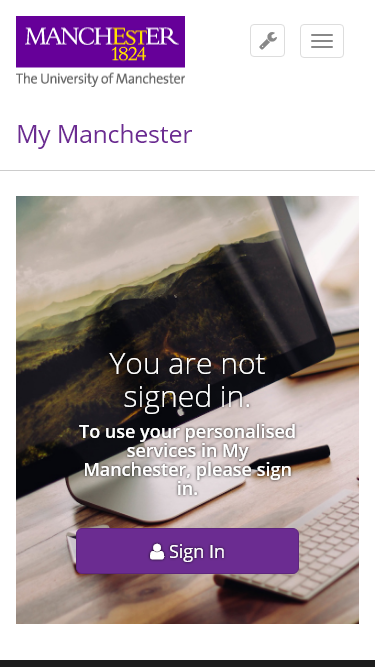 MANCHESTER
1824
The University of Manchester
My Manchester
You are not
signed in.
To use your personalised
services in My
Manchester, please sign
in.
Sign In